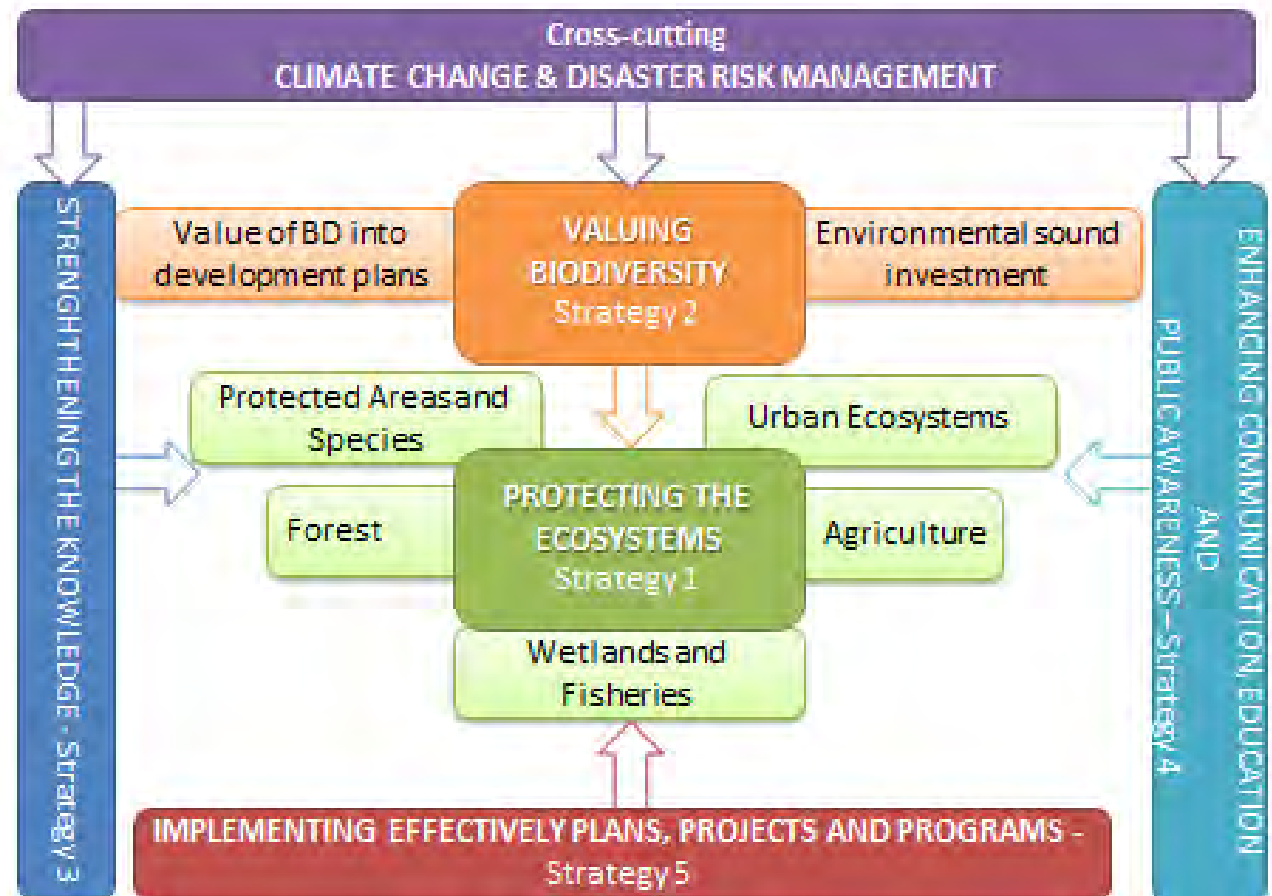 Cross-cutting
CLIMATE CHANGE & DISASTER RISK MANAGEMENT
STRENGHTHENING THE KNOWLEDGE - Strategy 3
Value of BD into
development plans
VALUING
BIODIVERSITY
Strategy 2
Environmental sound
investment
Protected Areas and
Species
Urban Ecosystems
Forest
PROTECTING THE
ECOSYSTEMS
Strategy 1
Agriculture
Wetlands and
Fisheries
ENHANCING COMMUNICATION, EDUCATION
AND
PUBLIC AWARENESS – Strategy 4
IMPLEMENTING EFFECTIVELY PLANS, PROJECTS AND PROGRAMS -
Strategy 5